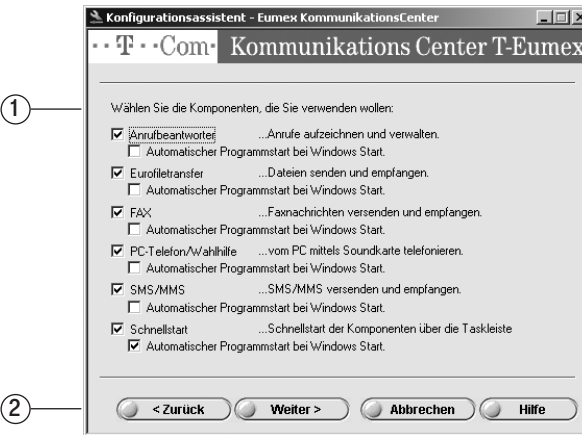 Konfigurationsassistent - Eumex KommunikationsCenter
· · T · ·Com· Kommunikations Center T-Eumex
1
Wählen Sie die Komponenten, die Sie verwenden wollen:
Anrufbeantworter ...Anrufe aufzeichnen und verwalten.
Automatischer Programmstart bei Windows Start.
Eurofiletransfer ...Dateien senden und empfangen.
Automatischer Programmstart bei Windows Start.
FAX ...Faxnachrichten versenden und empfangen.
Automatischer Programmstart bei Windows Start.
PC-Telefon/Wahlhilfe ...vom PC mittels Soundkarte telefonieren.
Automatischer Programmstart bei Windows Start.
SMS/MMS ...SMS/MMS versenden und empfangen.
Automatischer Programmstart bei Windows Start.
Schnellstart ...Schnellstart der Komponenten über die Taskleiste
Automatischer Programmstart bei Windows Start.
2
< Zurück Weiter > Abbrechen Hilfe